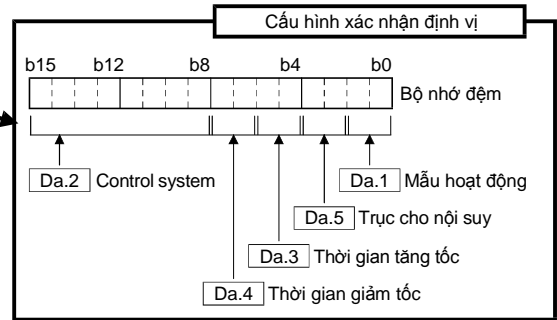 Cấu hình xác nhận định vị
b15 b12 b8 b4 b0
Bộ nhớ đệm
Da.2 Control system
Da.1 Mẫu hoạt động
Da.5 Trục cho nội suy
Da.3 Thời gian tăng tốc
Da.4 Thời gian giảm tốc